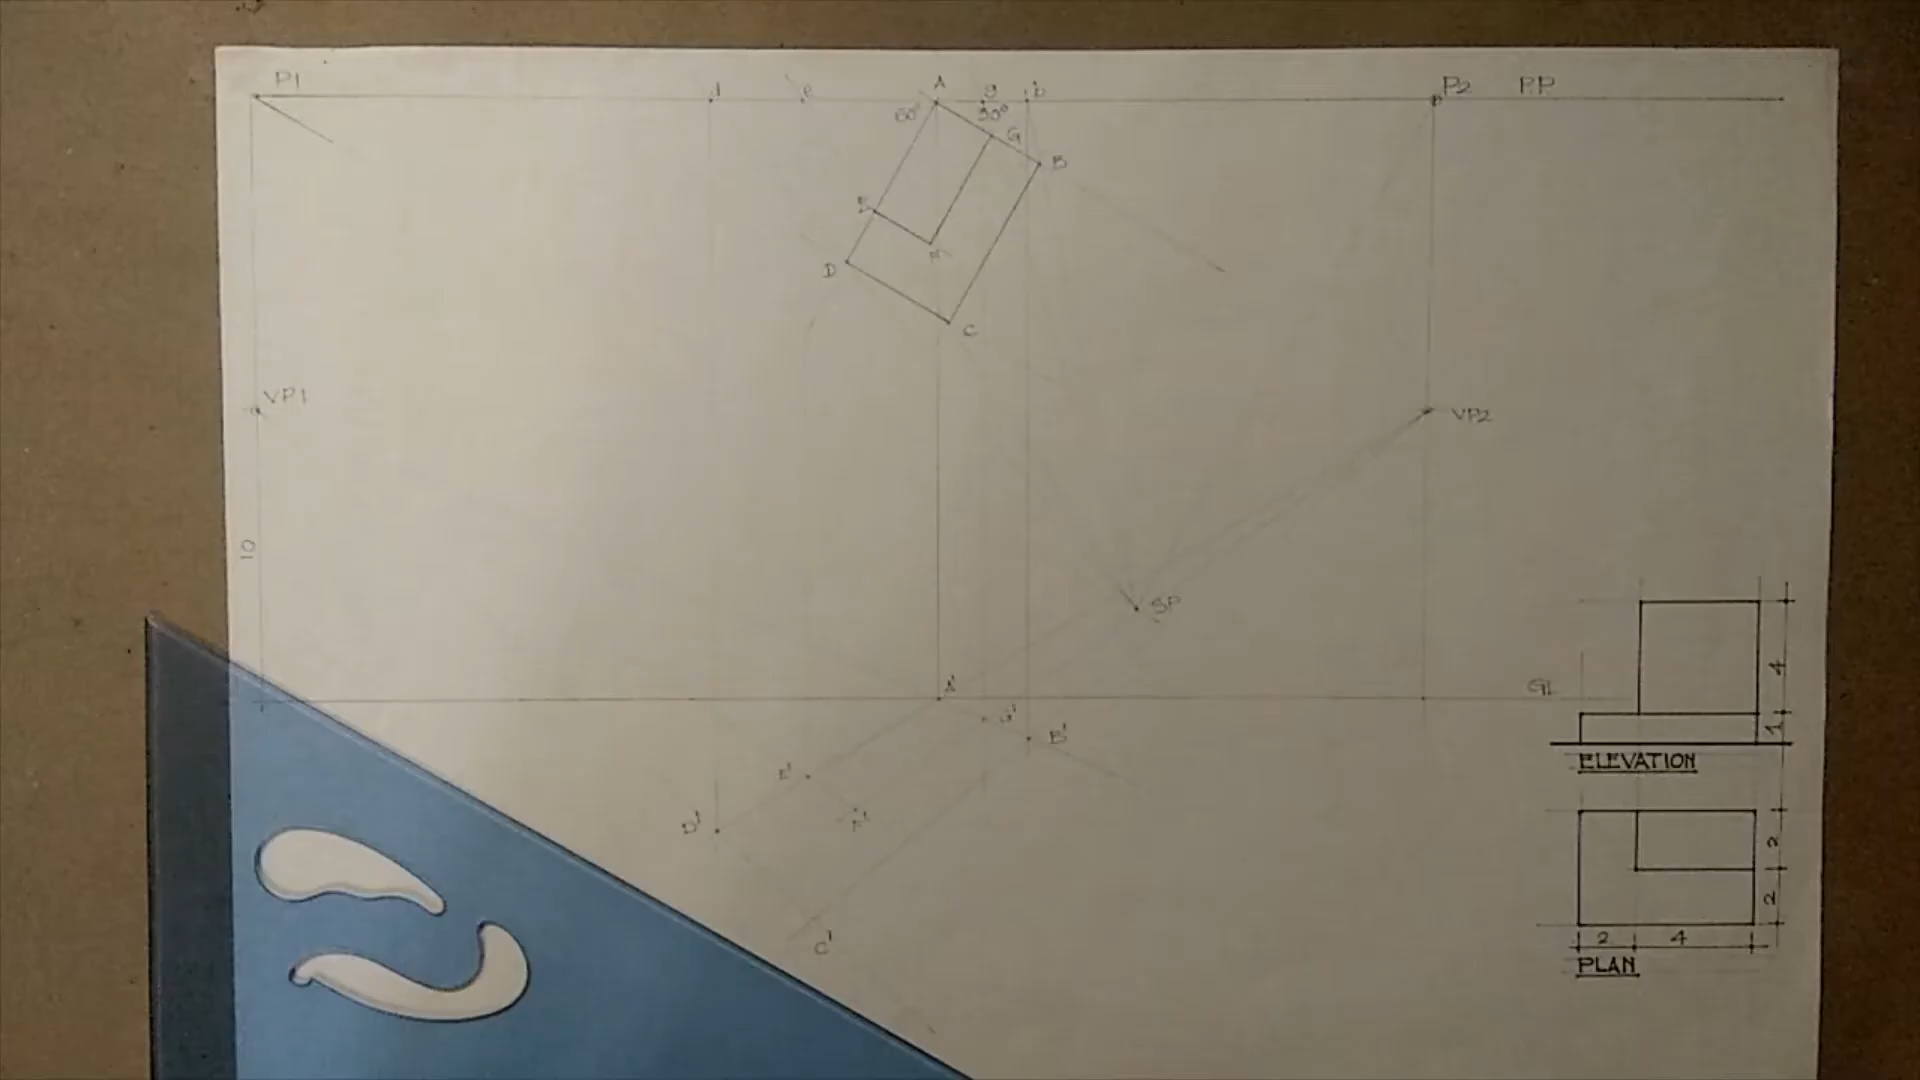 P1
d
e
A
g
b
P2
PP
60°
30°
G
B
E
F
D
C
VP1
VP2
10
SP
A'
GL
G'
B'
E'
F'
D'
C'
4
1
ELEVATION
2
2
2
4
PLAN